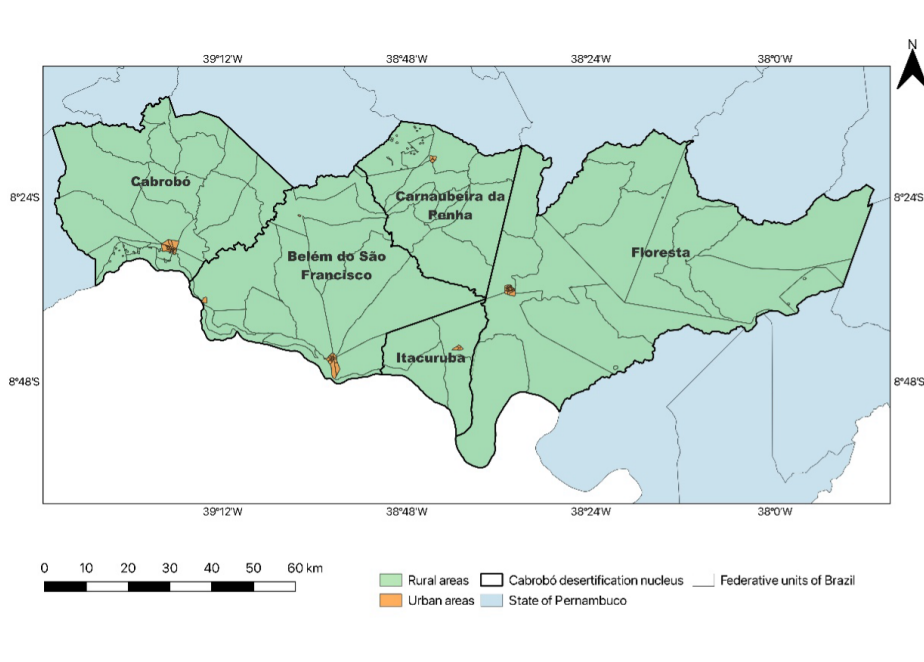 N
39°12'W 38°48'W 38°24'W 38°0'W
Cabrobó
Carnaubeira da
Penha
8°24'S
8°24'S
Belém do São
Francisco
Floresta
Itacuruba
8°48'S
8°48'S
39°12'W 38°48'W 38°24'W 38°0'W
0 10 20 30 40 50 60 km
Rural areas
Cabrobó desertification nucleus
Federative units of Brazil
Urban areas
State of Pernambuco